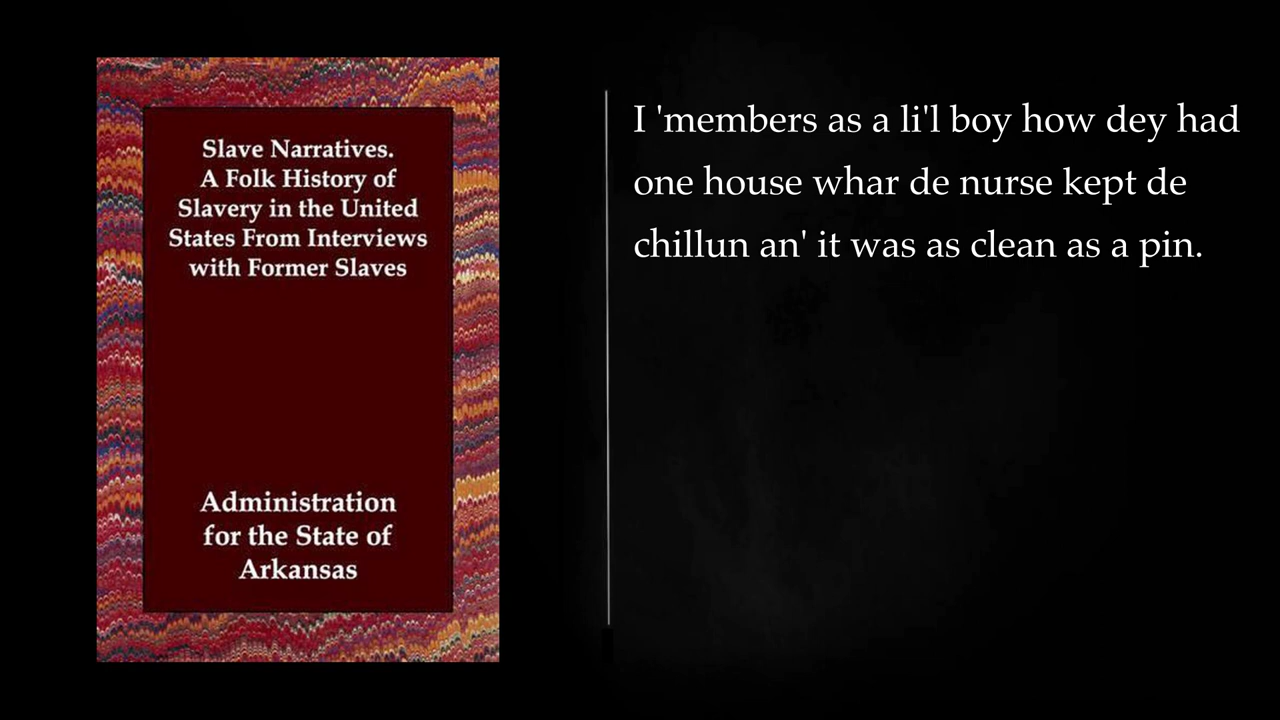 Slave Narratives.
A Folk History of
Slavery in the United
States From Interviews
with Former Slaves
Administration
for the State of
Arkansas
I 'members as a li'l boy how dey had
one house whar de nurse kept de
chillun an' it was as clean as a pin.